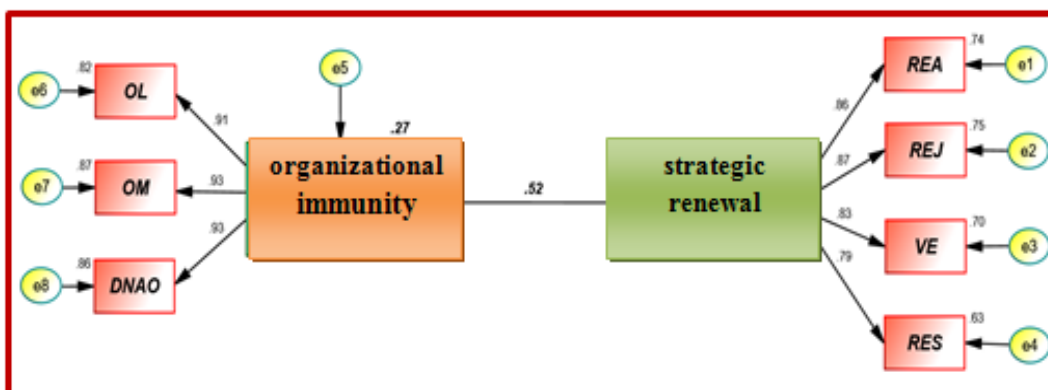 .82
e6
OL
.91
.87
e7
OM
.93
.93
.86
e8
DNAO
e5
.27
organizational
immunity
.52
strategic
renewal
.74
REA
e1
.86
.75
REJ
e2
.87
.83
.70
VE
e3
.79
.63
RES
e4